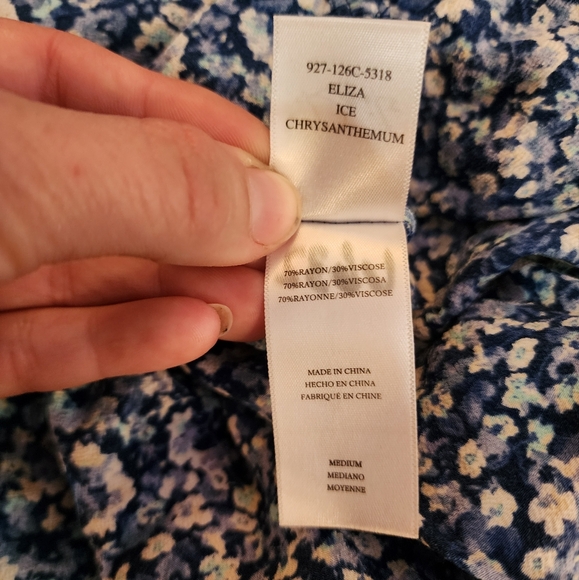 927-126C-5318
ELIZA
ICE
CHRYSANTHEMUM
70%RAYON/30%VISCOSE
70%RAYON/30%VISCOSA
70%RAYONNE/30%VISCOSE
MADE IN CHINA
HECHO EN CHINA
FABRIQUÉ EN CHINE
MEDIUM
MEDIANO
MOYENNE